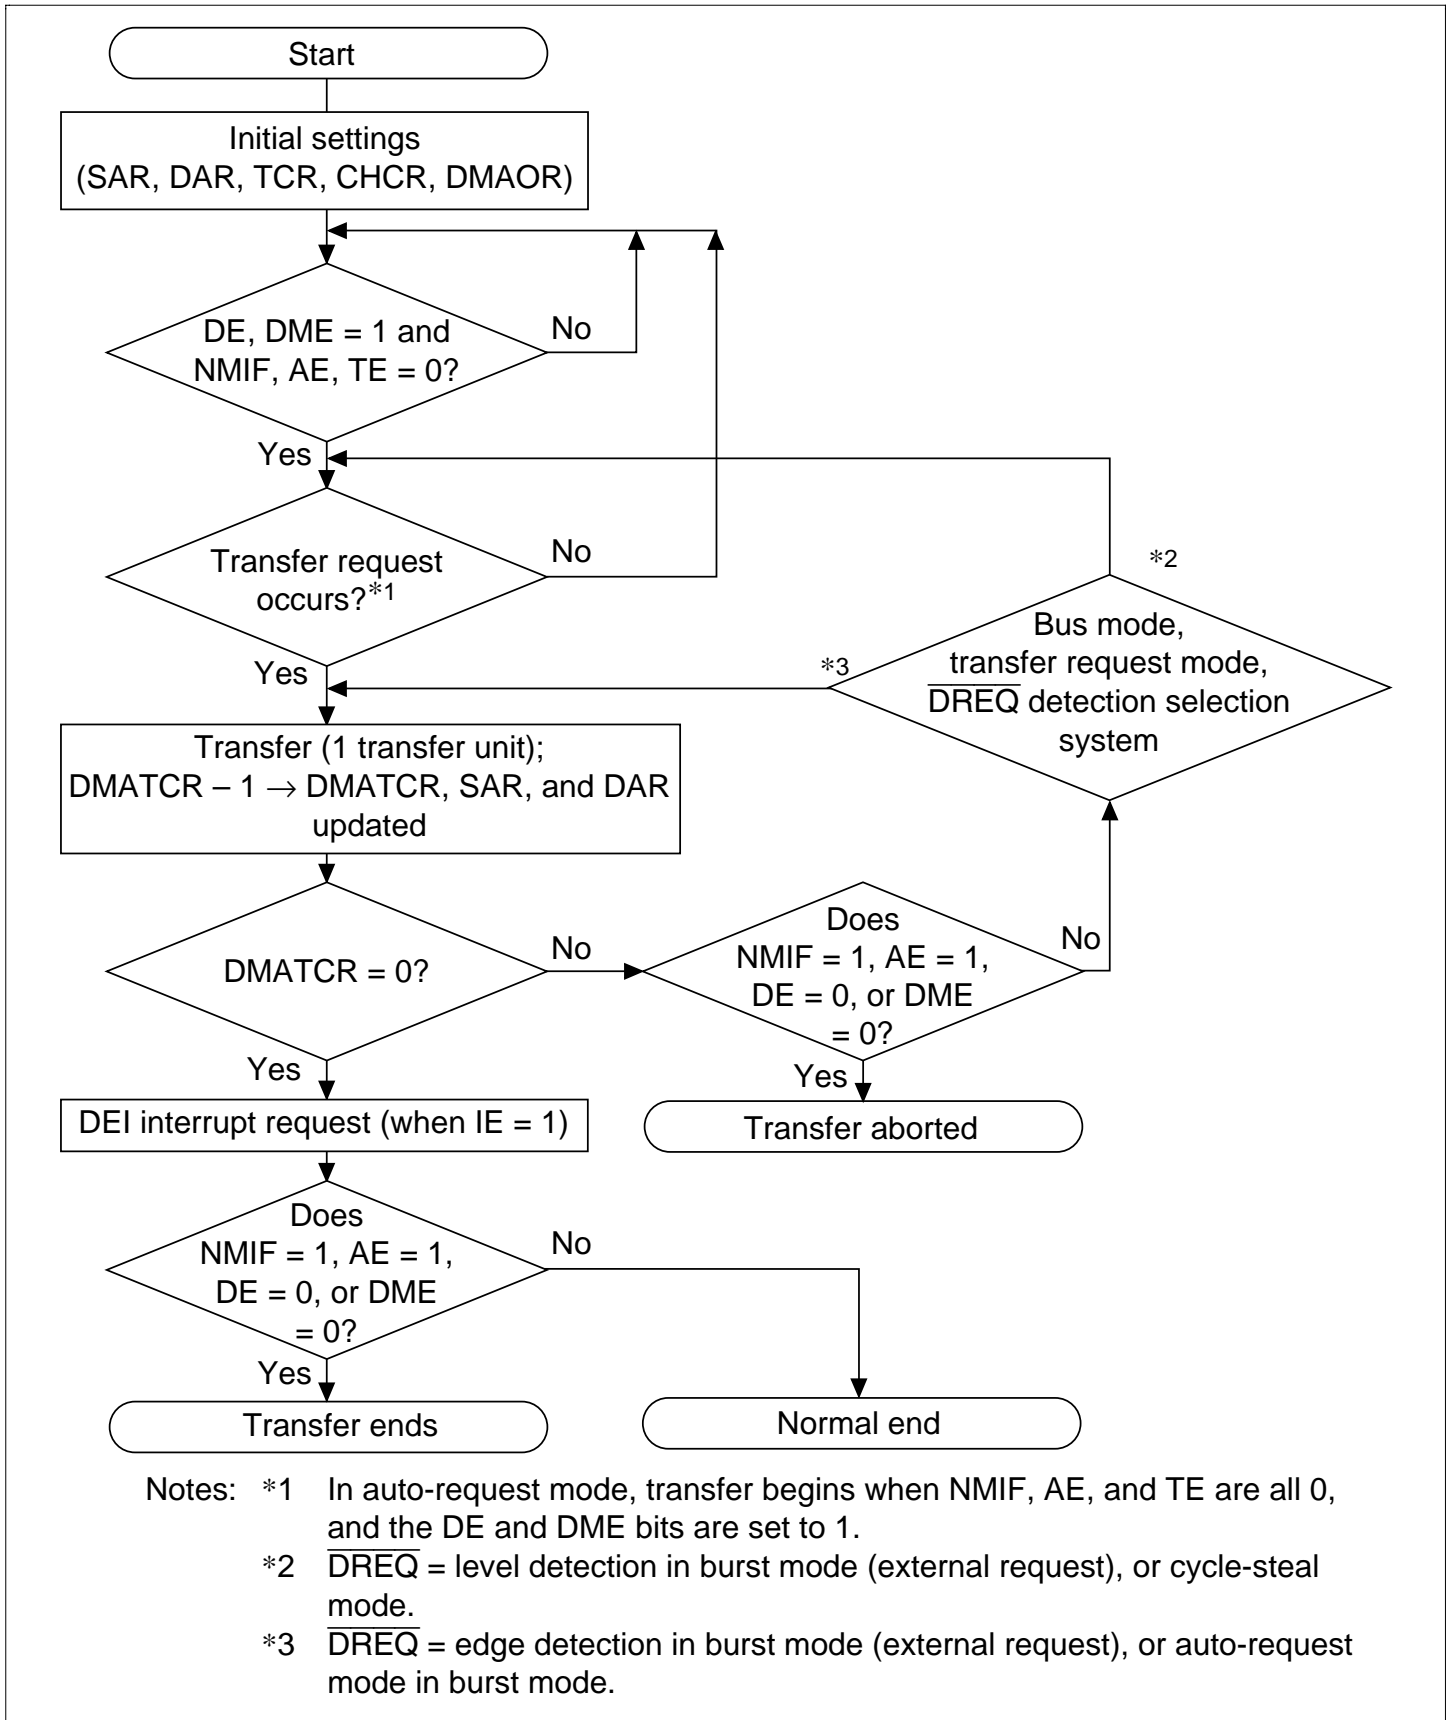 Start
Initial settings
(SAR, DAR, TCR, CHCR, DMAOR)
DE, DME = 1 and
NMIF, AE, TE = 0?
No
Yes
Transfer request
occurs?*1
No
Yes
*2
Bus mode,
transfer request mode,
D̅R̅E̅Q̅ detection selection
system
*3
Transfer (1 transfer unit);
DMATCR – 1 → DMATCR, SAR, and DAR
updated
DMATCR = 0?
No
Does
NMIF = 1, AE = 1,
DE = 0, or DME
= 0?
No
Yes
Yes
DEI interrupt request (when IE = 1)
Transfer aborted
Does
NMIF = 1, AE = 1,
DE = 0, or DME
= 0?
No
Yes
Transfer ends
Normal end
Notes: *1 In auto-request mode, transfer begins when NMIF, AE, and TE are all 0,
and the DE and DME bits are set to 1.
*2 D̅R̅E̅Q̅ = level detection in burst mode (external request), or cycle-steal
mode.
*3 D̅R̅E̅Q̅ = edge detection in burst mode (external request), or auto-request
mode in burst mode.